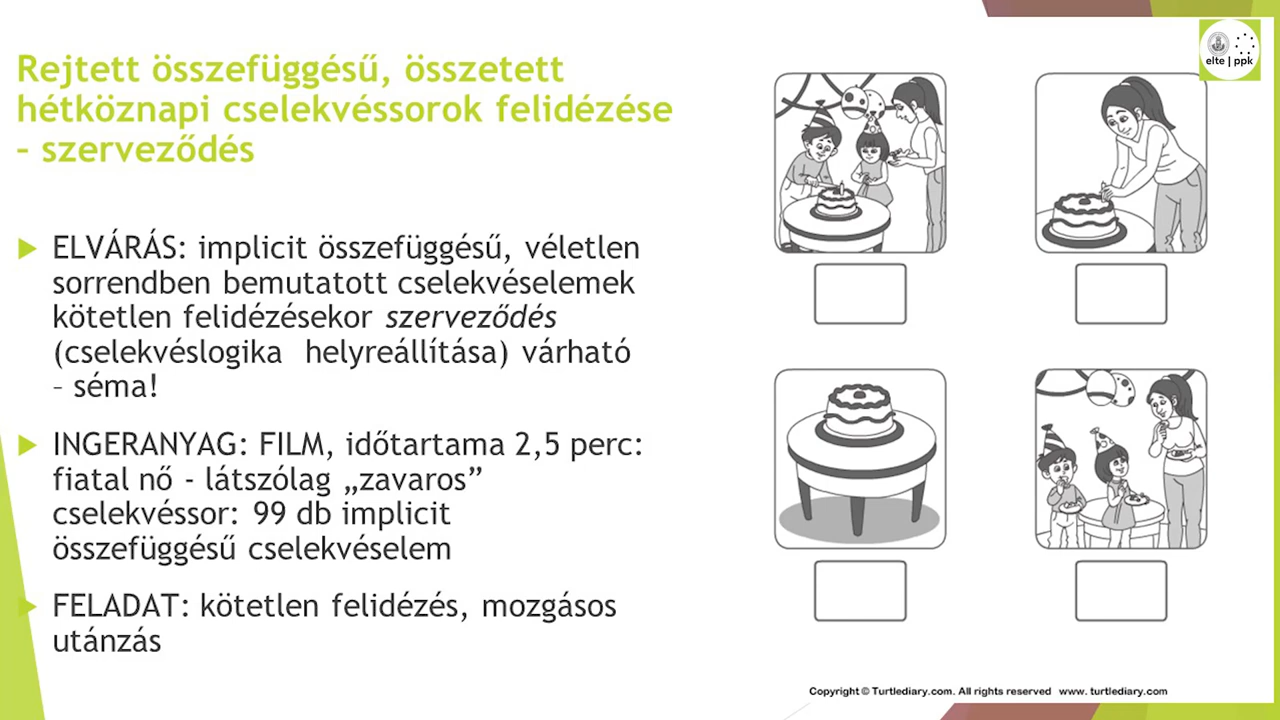 Rejtett összefüggésű, összetett
hétköznapi cselekvéssorok felidézése
– szerveződés
ELVÁRÁS: implicit összefüggésű, véletlen
sorrendben bemutatott cselekvéselemek
kötetlen felidézésekor szerveződés
(cselekvéslogika helyreállítása) várható
– séma!
INGERANYAG: FILM, időtartama 2,5 perc:
fiatal nő - látszólag „zavaros”
cselekvéssor: 99 db implicit
összefüggésű cselekvéselem
FELADAT: kötetlen felidézés, mozgásos
utánzás
elte | ppk
Copyright © Turtlediary.com. All rights reserved www. turtlediary.com